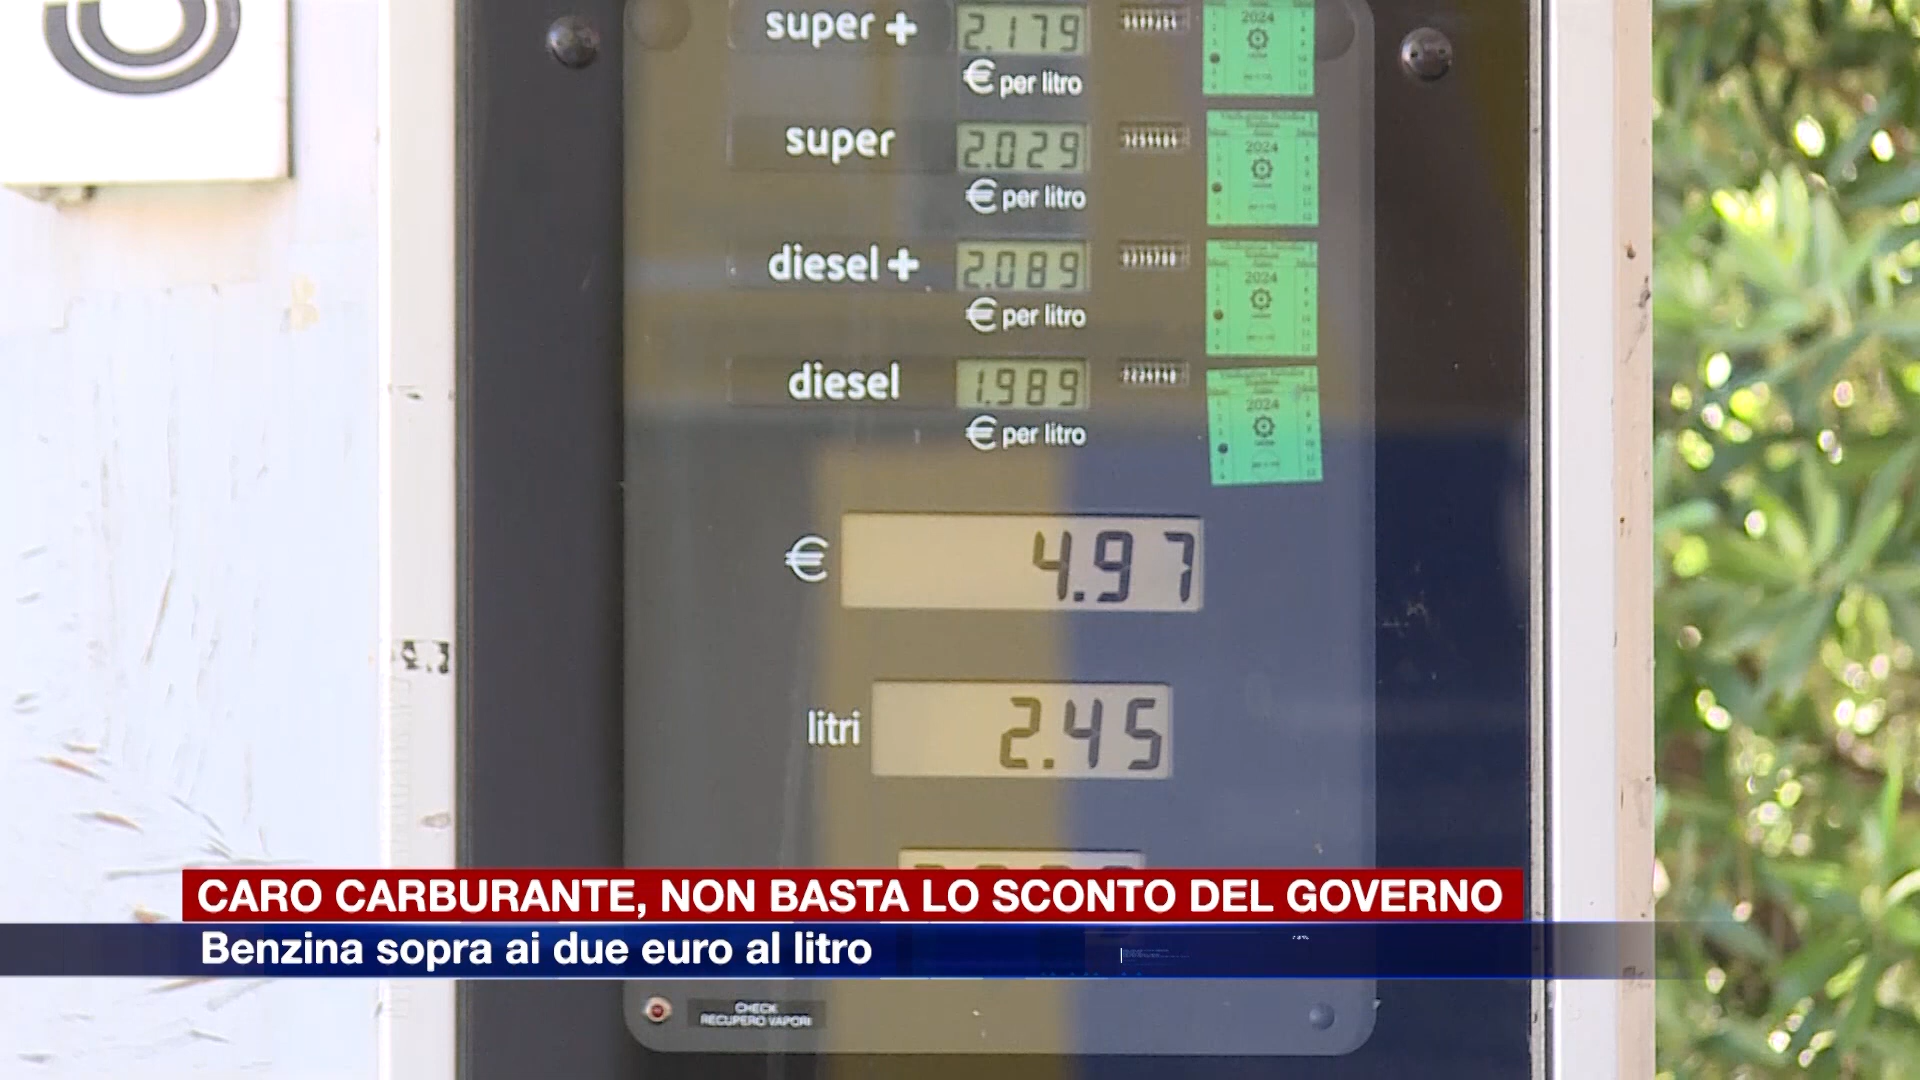 super + 2.179
€ per litro
2024
super 2.029
€ per litro
2024
diesel + 2.089
€ per litro
2024
diesel 1.989
€ per litro
2024
€ 4.97
litri 2.45
CARO CARBURANTE, NON BASTA LO SCONTO DEL GOVERNO
Benzina sopra ai due euro al litro
CHECK
RECUPERO VAPORI